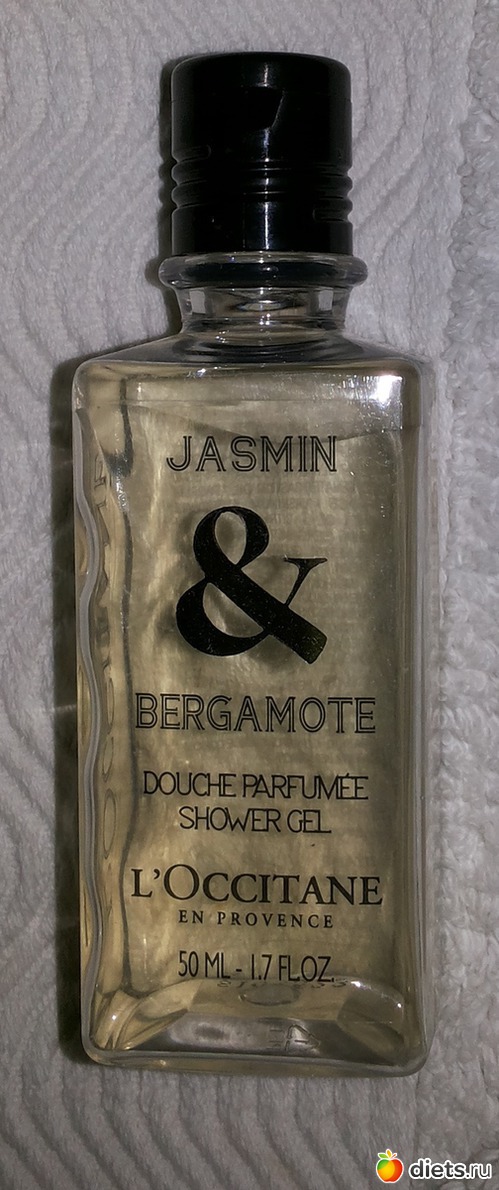 JASMIN
&
BERGAMOTE
DOUCHE PARFUMÉE
SHOWER GEL
L'OCCITANE
EN PROVENCE
50 ML - 1.7 FL.OZ.
diets.ru